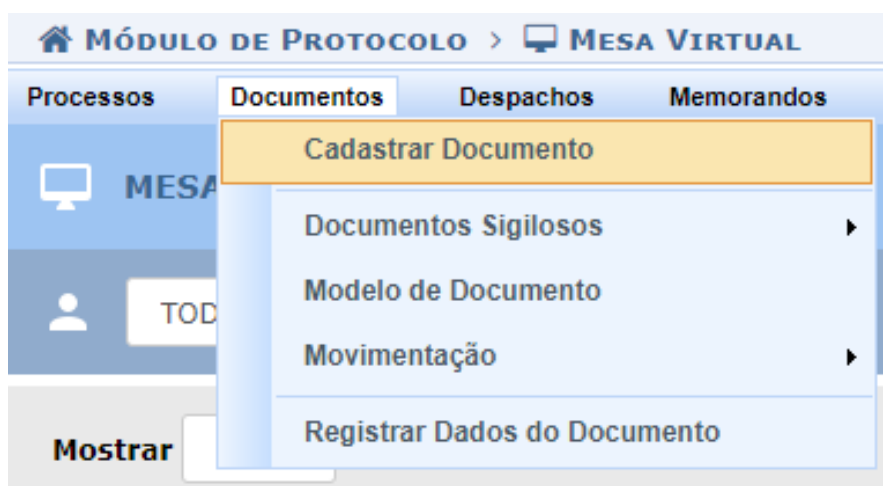 Módulo de Protocolo > Mesa Virtual
Processos Documentos Despachos Memorandos
Cadastrar Documento
MESA
Documentos Sigilosos
Modelo de Documento
TOD
Movimentação
Registrar Dados do Documento
Mostrar